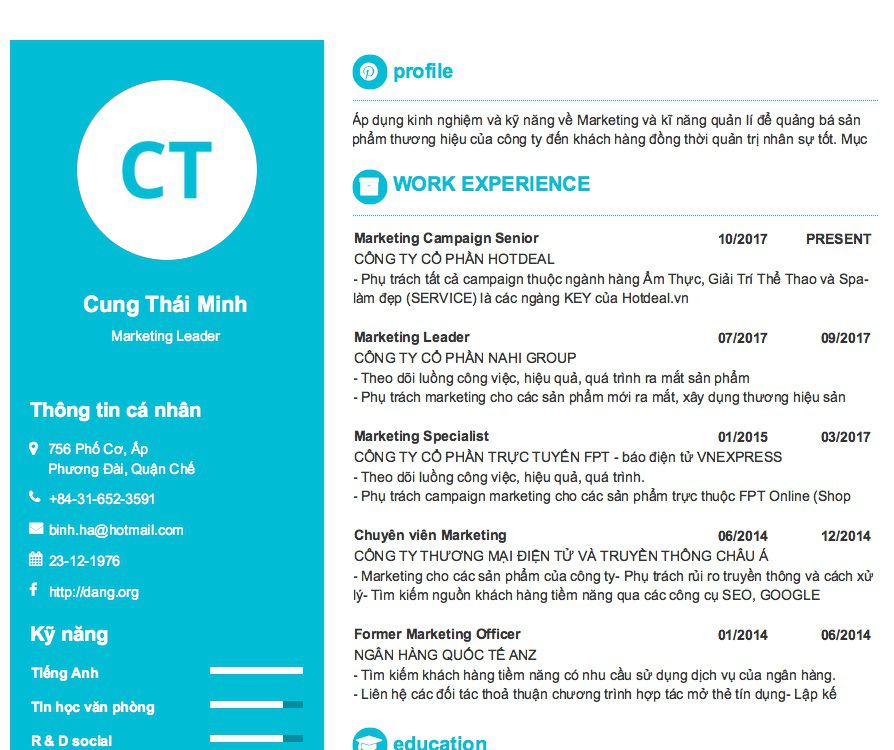 CT
Cung Thái Minh
Marketing Leader
Thông tin cá nhân
756 Phố Cơ, Ấp
Phương Đài, Quận Chế
+84-31-652-3591
binh.ha@hotmail.com
23-12-1976
http://dang.org
Kỹ năng
Tiếng Anh
Tin học văn phòng
R & D social
profile
Áp dụng kinh nghiệm và kỹ năng về Marketing và kĩ năng quản lí để quảng bá sản
phẩm thương hiệu của công ty đến khách hàng đồng thời quản trị nhân sự tốt. Mục
WORK EXPERIENCE
Marketing Campaign Senior 10/2017 PRESENT
CÔNG TY CỔ PHẦN HOTDEAL
- Phụ trách tất cả campaign thuộc ngành hàng Ẩm Thực, Giải Trí Thể Thao và Spa-
làm đẹp (SERVICE) là các ngàng KEY của Hotdeal.vn
Marketing Leader 07/2017 09/2017
CÔNG TY CỔ PHẦN NAHI GROUP
- Theo dõi luồng công việc, hiệu quả, quá trình ra mắt sản phẩm
- Phụ trách marketing cho các sản phẩm mới ra mắt, xây dụng thương hiệu sản
Marketing Specialist 01/2015 03/2017
CÔNG TY CỔ PHẦN TRỰC TUYẾN FPT - báo điện tử VNEXPRESS
- Theo dõi luồng công việc, hiệu quả, quá trình.
- Phụ trách campaign marketing cho các sản phẩm trực thuộc FPT Online (Shop
Chuyên viên Marketing 06/2014 12/2014
CÔNG TY THƯƠNG MẠI ĐIỆN TỬ VÀ TRUYỀN THÔNG CHÂU Á
- Marketing cho các sản phẩm của công ty- Phụ trách rủi ro truyền thông và cách xử
lý- Tìm kiếm nguồn khách hàng tiềm năng qua các công cụ SEO, GOOGLE
Former Marketing Officer 01/2014 06/2014
NGÂN HÀNG QUỐC TẾ ANZ
- Tìm kiếm khách hàng tiềm năng có nhu cầu sử dụng dịch vụ của ngân hàng.
- Liên hệ các đối tác thoả thuận chương trình hợp tác mở thẻ tín dụng- Lập kế
education